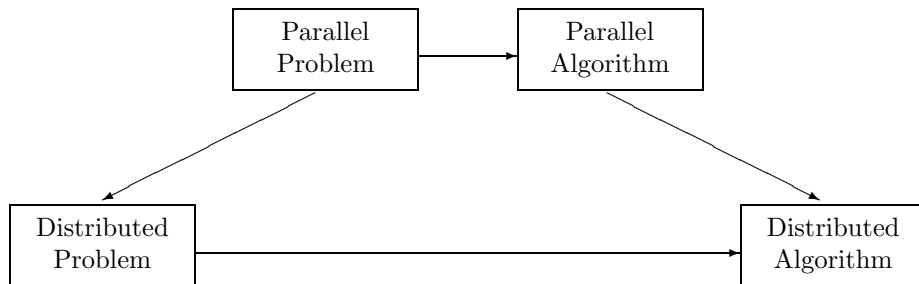 Parallel
Problem
Parallel
Algorithm
Distributed
Problem
Distributed
Algorithm